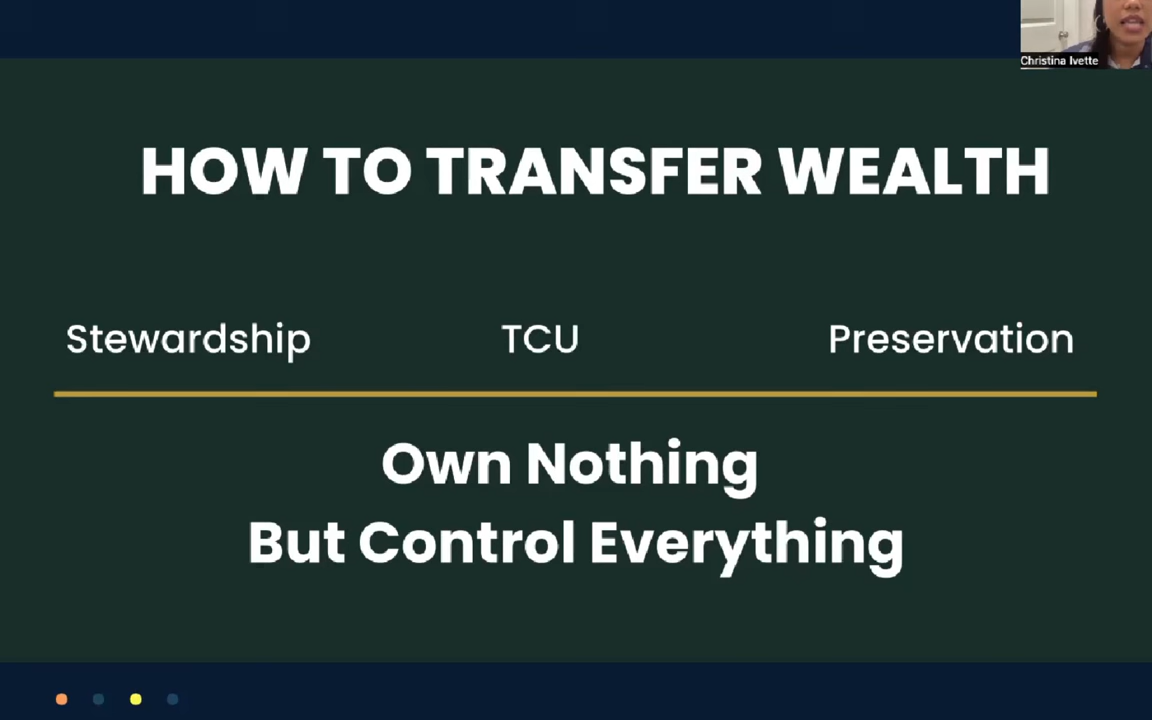 Christina Ivette
HOW TO TRANSFER WEALTH
Stewardship TCU Preservation
Own Nothing
But Control Everything